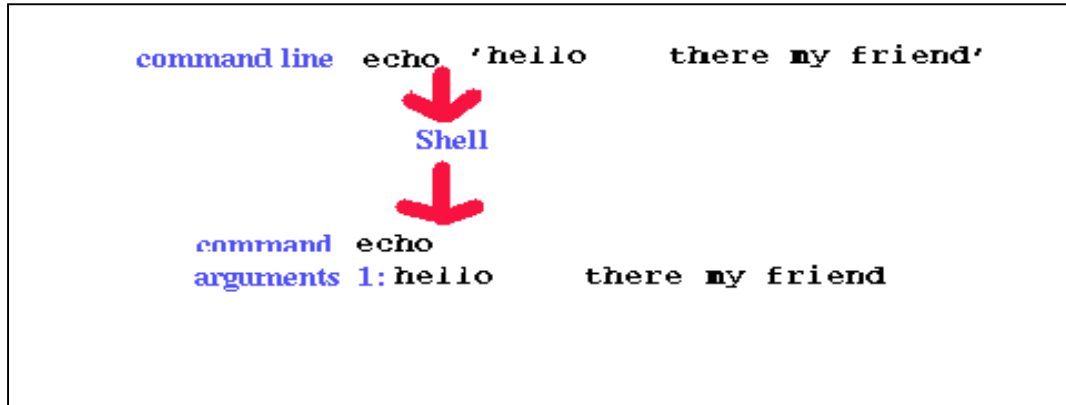 command line echo 'hello     there my friend'
Shell
command echo
arguments 1: hello     there my friend